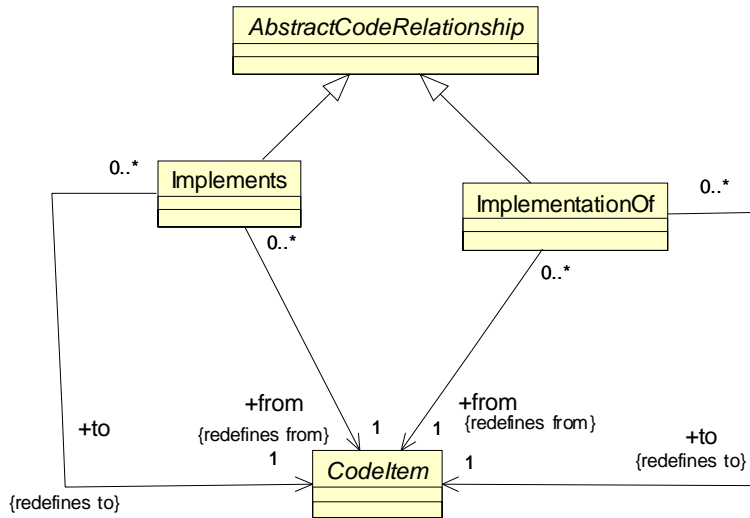 AbstractCodeRelationship
0..*
Implements
0..*
ImplementationOf
0..*
0..*
+from
{redefines from}
1
+from
{redefines from}
1
+to
1
{redefines to}
CodeItem
1
+to
{redefines to}